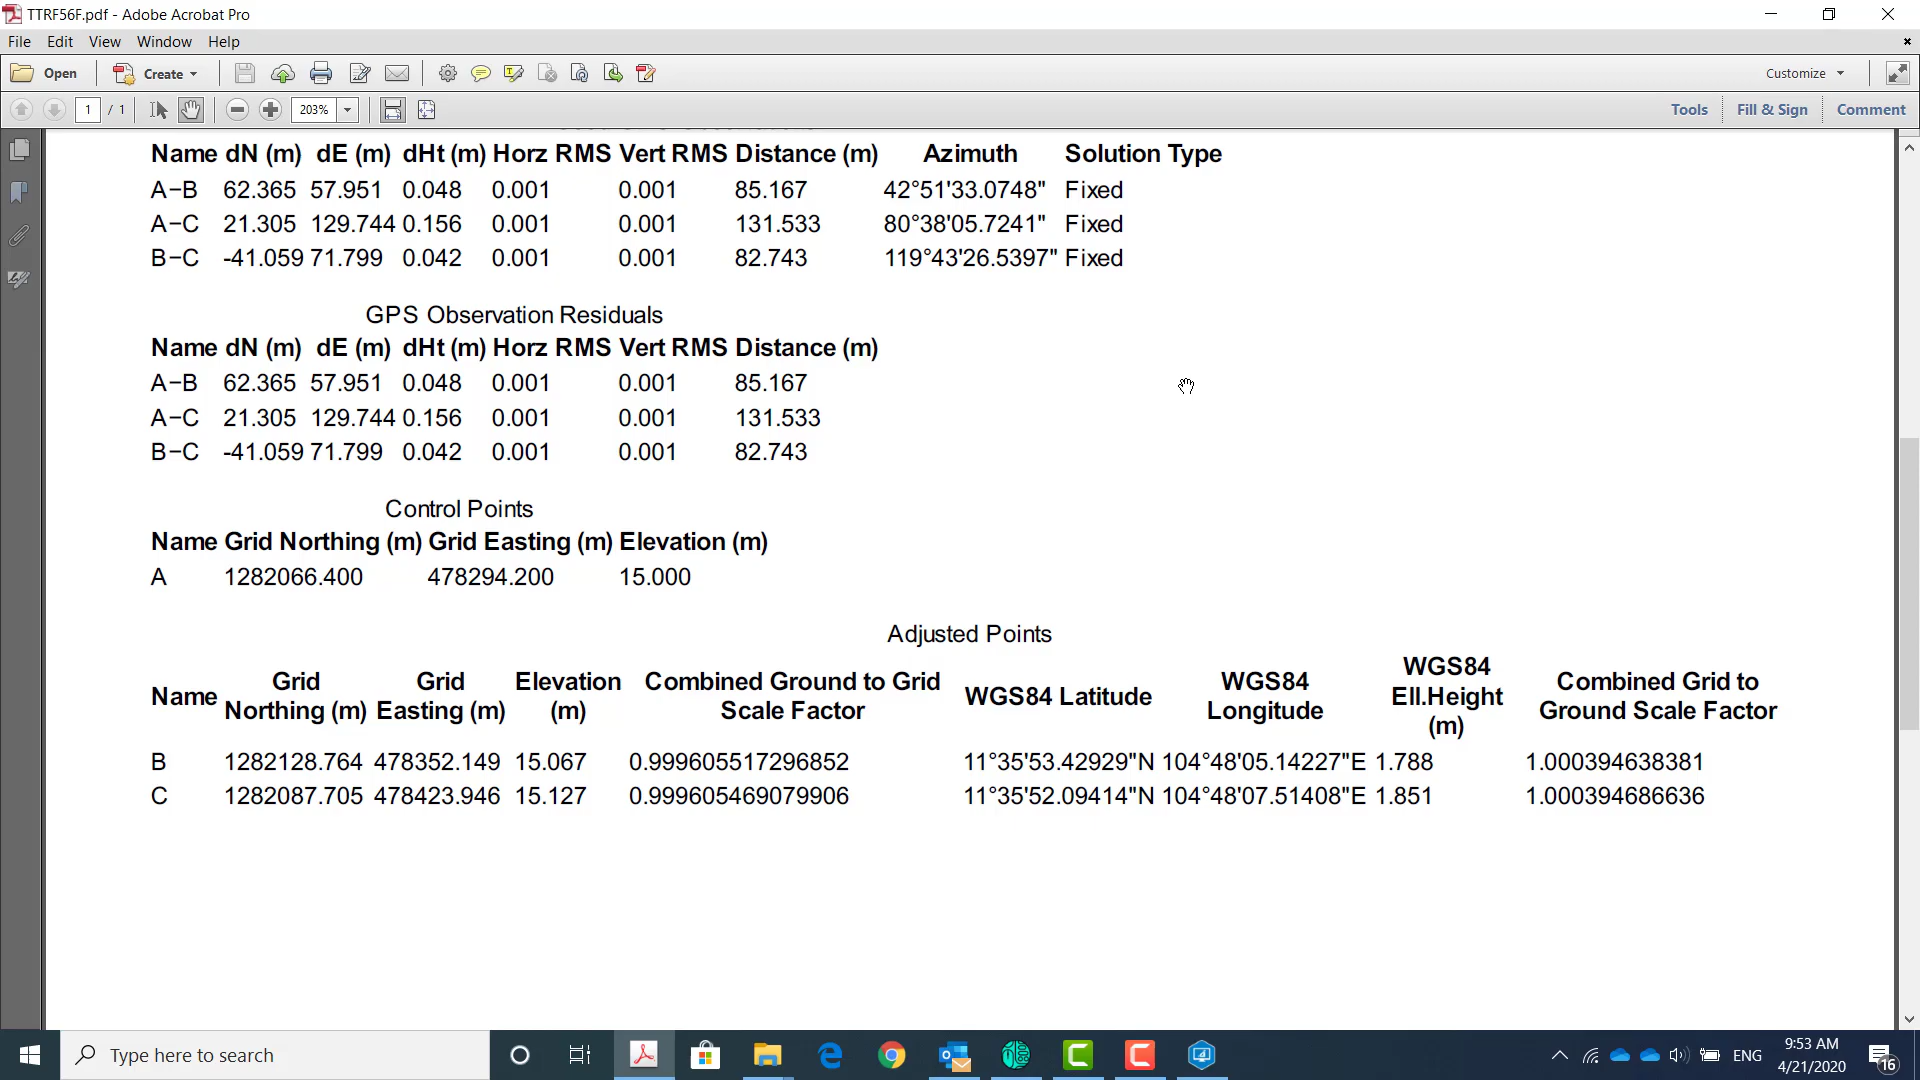 TTRF56F.pdf - Adobe Acrobat Pro
File Edit View Window Help
Open Create Customize
1 / 1 203% Tools Fill & Sign Comment
Name dN (m) dE (m) dHt (m) Horz RMS Vert RMS Distance (m) Azimuth Solution Type
A−B 62.365 57.951 0.048 0.001 0.001 85.167 42°51'33.0748" Fixed
A−C 21.305 129.744 0.156 0.001 0.001 131.533 80°38'05.7241" Fixed
B−C -41.059 71.799 0.042 0.001 0.001 82.743 119°43'26.5397" Fixed
GPS Observation Residuals
Name dN (m) dE (m) dHt (m) Horz RMS Vert RMS Distance (m)
A−B 62.365 57.951 0.048 0.001 0.001 85.167
A−C 21.305 129.744 0.156 0.001 0.001 131.533
B−C -41.059 71.799 0.042 0.001 0.001 82.743
Control Points
Name Grid Northing (m) Grid Easting (m) Elevation (m)
A 1282066.400 478294.200 15.000
Adjusted Points
Name Grid Northing (m) Grid Easting (m) Elevation (m) Combined Ground to Grid Scale Factor WGS84 Latitude WGS84 Longitude WGS84 Ell.Height (m) Combined Grid to Ground Scale Factor
B 1282128.764 478352.149 15.067 0.999605517296852 11°35'53.42929"N 104°48'05.14227"E 1.788 1.000394638381
C 1282087.705 478423.946 15.127 0.999605469079906 11°35'52.09414"N 104°48'07.51408"E 1.851 1.000394686636
Type here to search
ENG
9:53 AM
4/21/2020
16